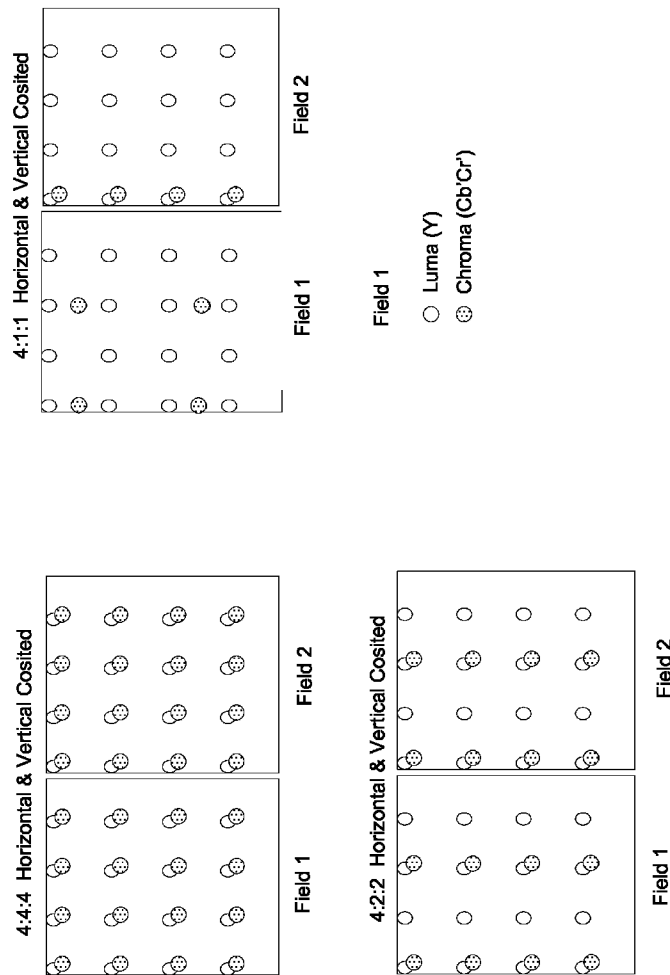 4:4:4 Horizontal & Vertical Cosited
Field 1
Field 2
4:2:2 Horizontal & Vertical Cosited
Field 1
Field 2
4:1:1 Horizontal & Vertical Cosited
Field 1
Field 2
Field 1
Luma (Y)
Chroma (Cb'Cr')